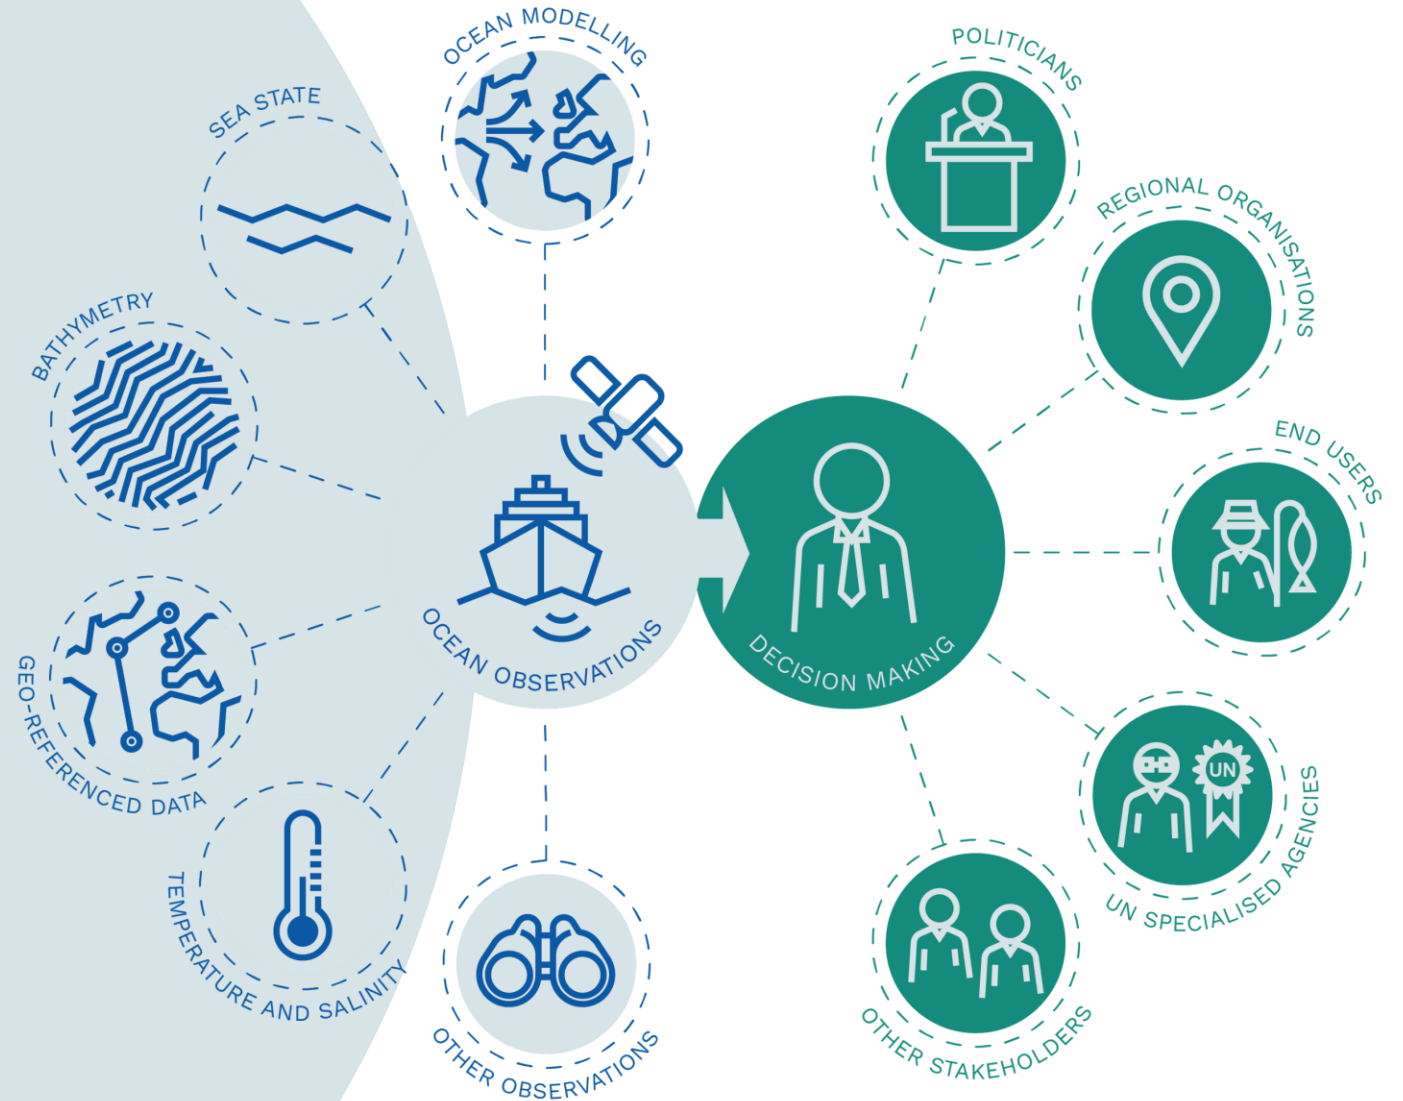 OCEAN MODELLING
SEA STATE
BATHYMETRY
GEO-REFERENCED DATA
TEMPERATURE AND SALINITY
OTHER OBSERVATIONS
OCEAN OBSERVATIONS
DECISION MAKING
POLITICIANS
REGIONAL ORGANISATIONS
END USERS
UN
UN SPECIALISED AGENCIES
OTHER STAKEHOLDERS